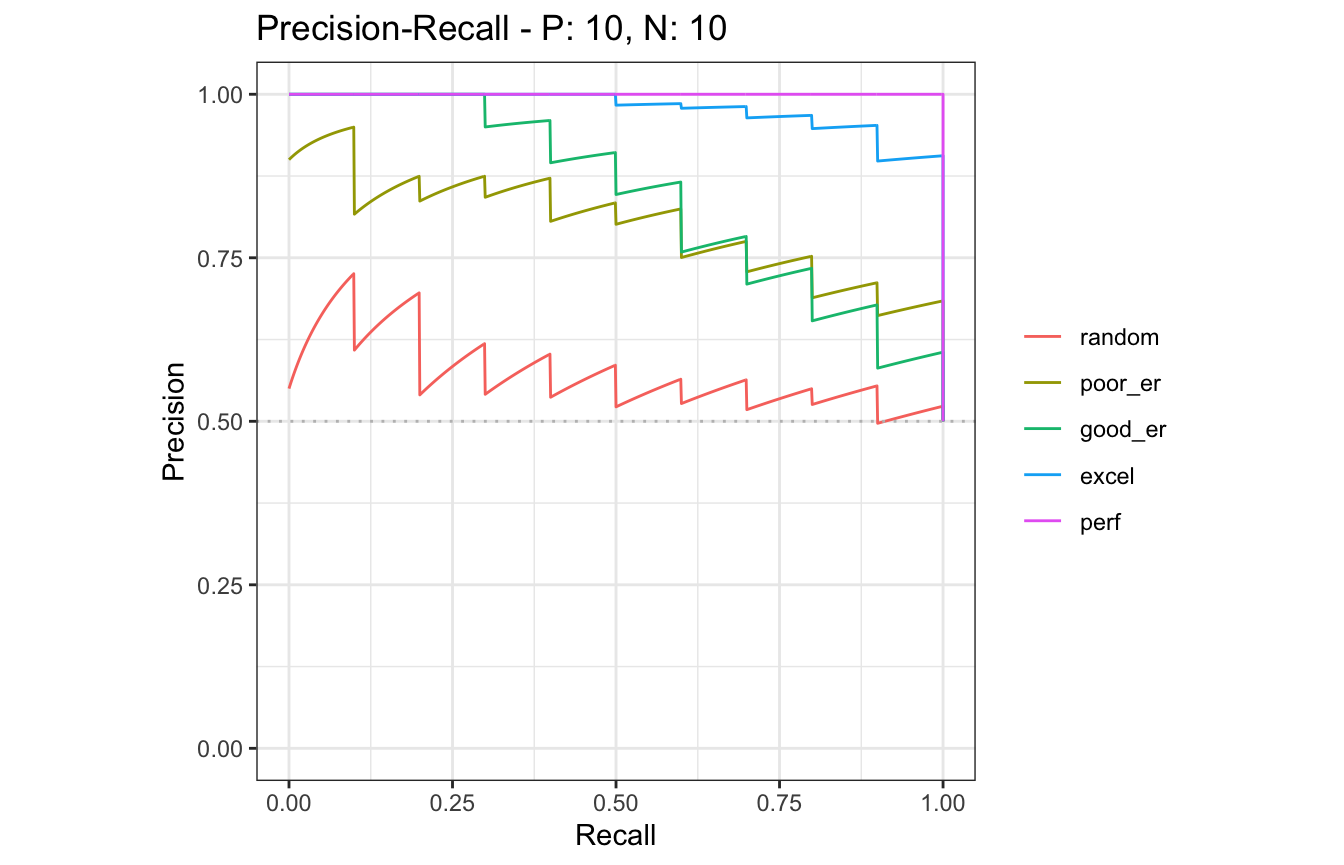 Precision-Recall - P: 10, N: 10
Precision
1.00
0.75
0.50
0.25
0.00
0.00 0.25 0.50 0.75 1.00
Recall
random
poor_er
good_er
excel
perf